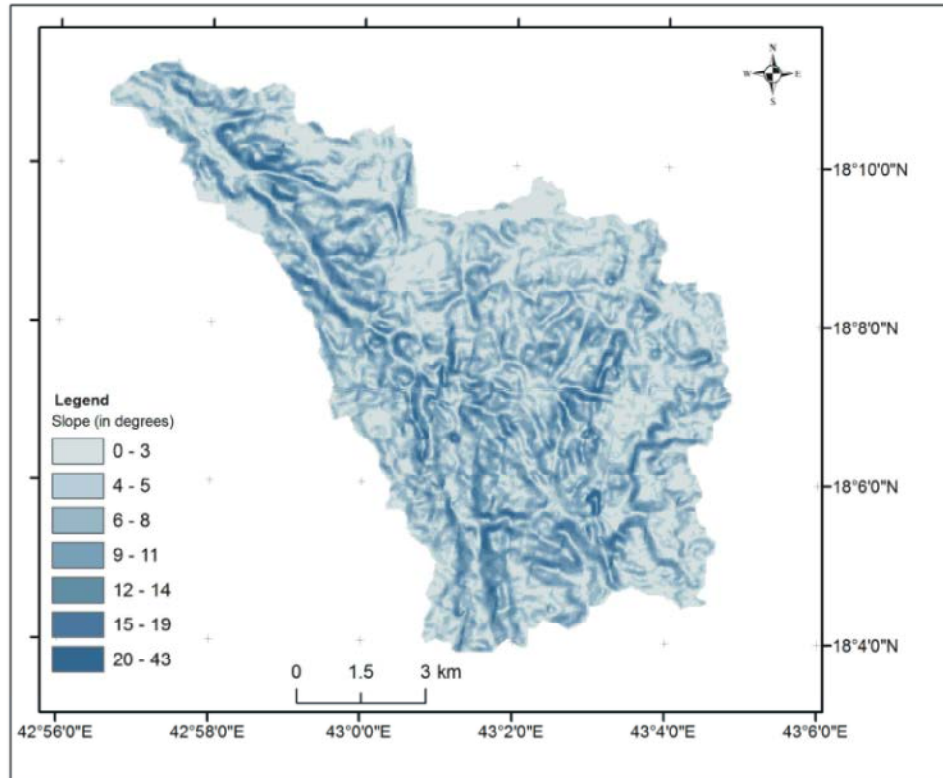 N
W E
S
18°10'0"N
18°8'0"N
18°6'0"N
18°4'0"N
Legend
Slope (in degrees)
0 - 3
4 - 5
6 - 8
9 - 11
12 - 14
15 - 19
20 - 43
0 1.5 3 km
42°56'0"E 42°58'0"E 43°0'0"E 43°2'0"E 43°4'0"E 43°6'0"E